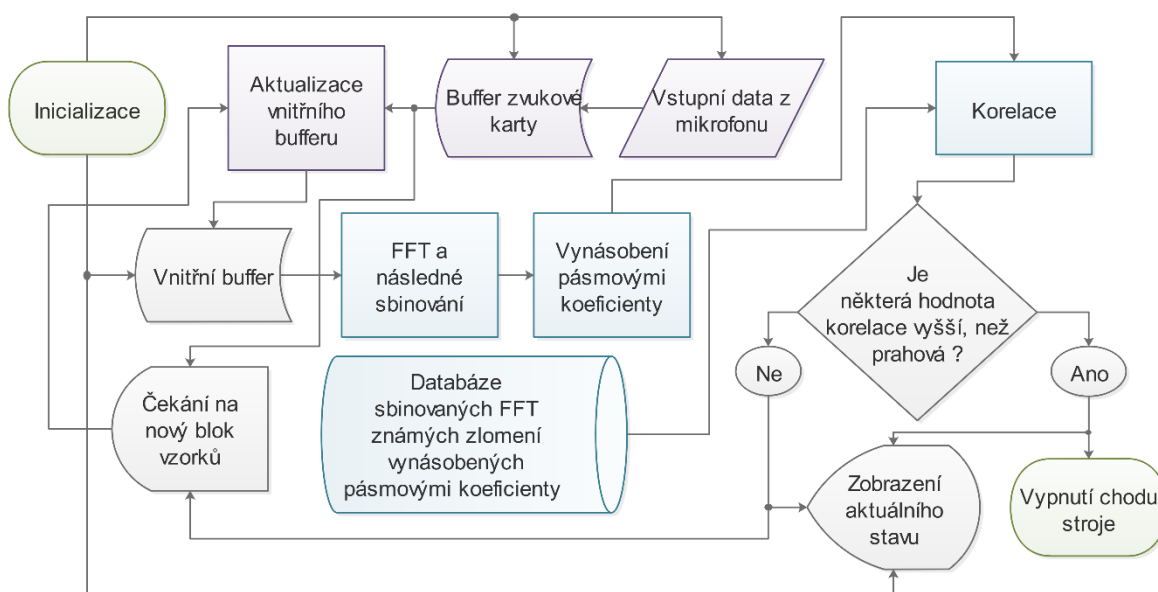 Inicializace
Aktualizace
vnitřního
bufferu
Buffer zvukové
karty
Vstupní data z
mikrofonu
Korelace
Vnitřní buffer
FFT a
následné
sbinování
Vynásobení
pásmovými
koeficienty
Je
některá hodnota
korelace vyšší, než
prahová ?
Ne
Ano
Čekání na
nový blok
vzorků
Databáze
sbinovaných FFT
známých zlomení
vynásobených
pásmovými koeficienty
Zobrazení
aktuálního
stavu
Vypnutí chodu
stroje